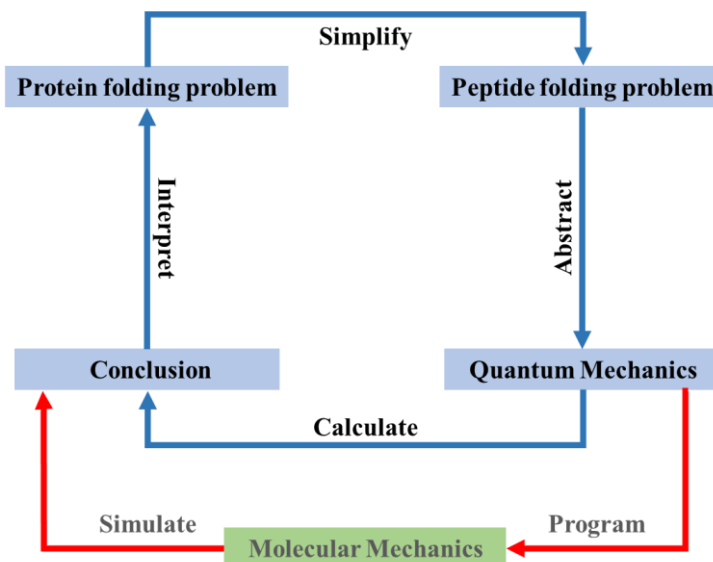 Simplify
Protein folding problem
Peptide folding problem
Interpret
Abstract
Conclusion
Quantum Mechanics
Calculate
Simulate
Program
Molecular Mechanics